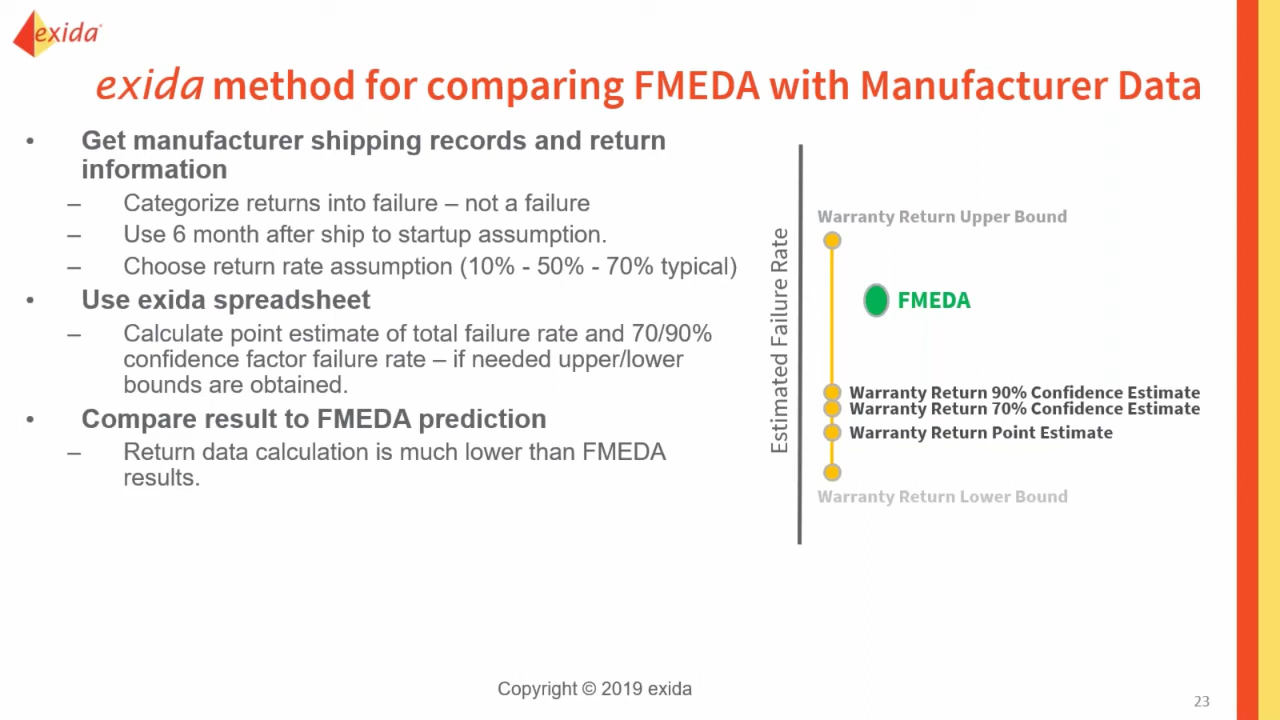 exida
exida method for comparing FMEDA with Manufacturer Data
• Get manufacturer shipping records and return
information
– Categorize returns into failure – not a failure
– Use 6 month after ship to startup assumption.
– Choose return rate assumption (10% - 50% - 70% typical)
• Use exida spreadsheet
– Calculate point estimate of total failure rate and 70/90%
confidence factor failure rate – if needed upper/lower
bounds are obtained.
• Compare result to FMEDA prediction
– Return data calculation is much lower than FMEDA
results.
Estimated Failure Rate
Warranty Return Upper Bound
FMEDA
Warranty Return 90% Confidence Estimate
Warranty Return 70% Confidence Estimate
Warranty Return Point Estimate
Warranty Return Lower Bound
Copyright © 2019 exida
23